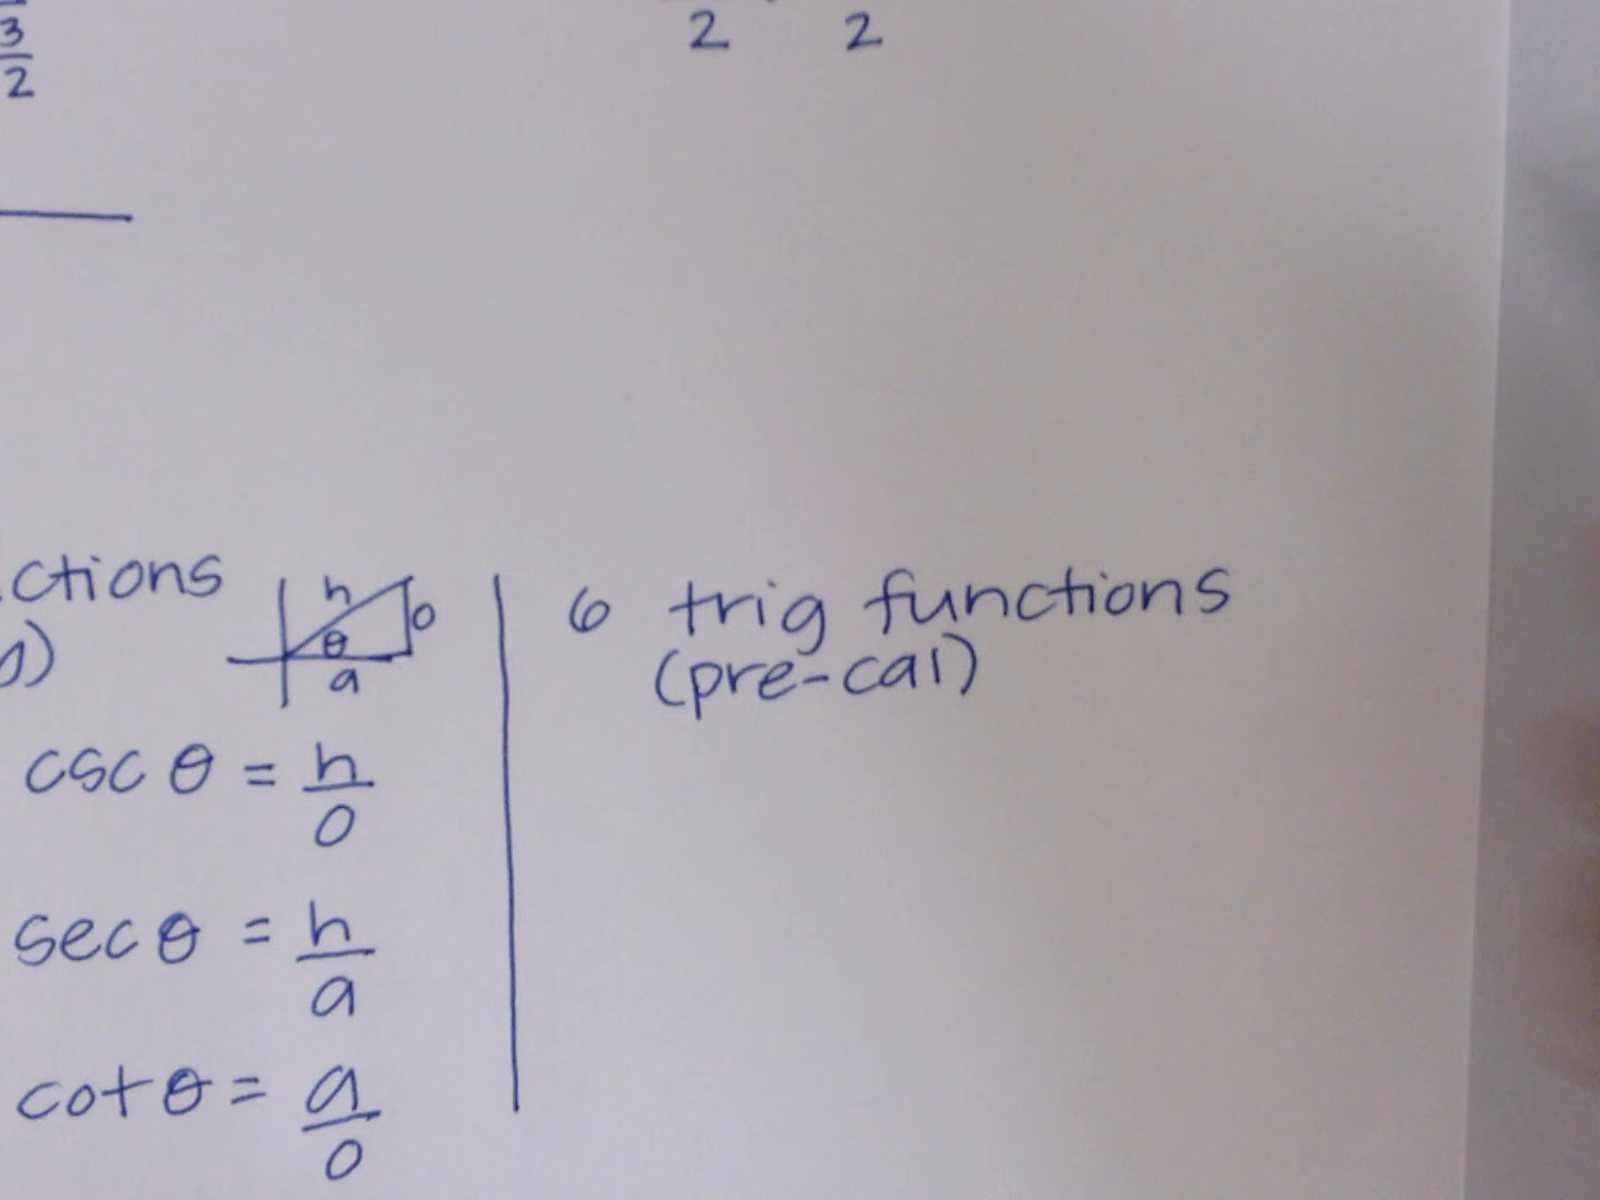 3/2
2 2
ctions
h
o
θ
a
6 trig functions
(pre-cal)
csc θ = h/o
sec θ = h/a
cot θ = a/o